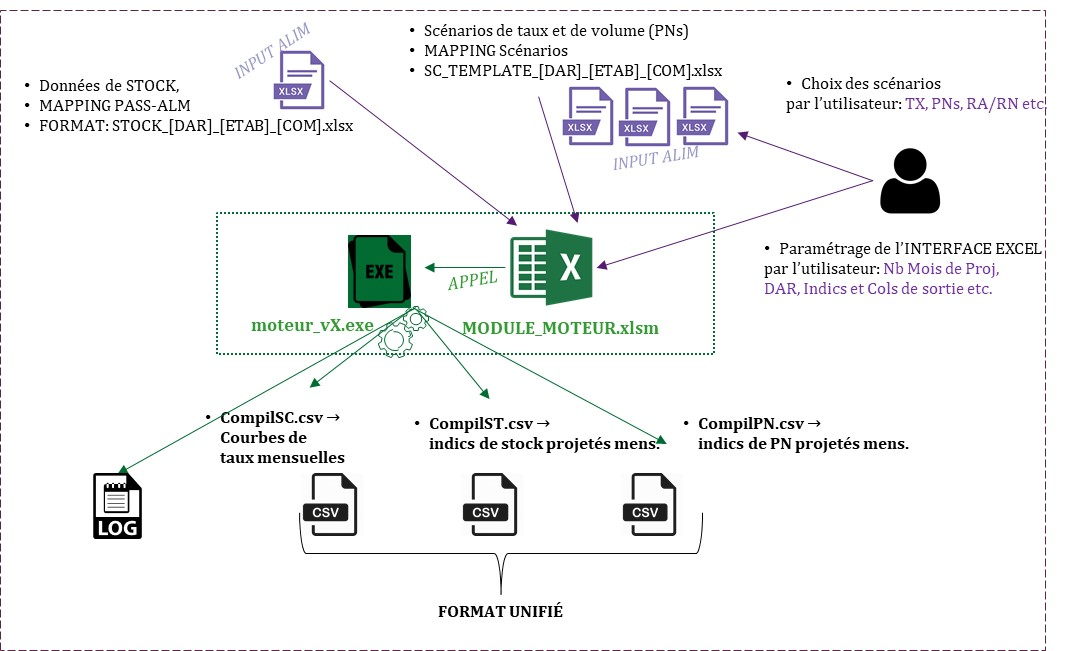 INPUT ALIM
XLSX
• Données de STOCK,
• MAPPING PASS-ALM
• FORMAT: STOCK_[DAR]_[ETAB]_[COM].xlsx
• Scénarios de taux et de volume (PNs)
• MAPPING Scénarios
• SC_TEMPLATE_[DAR]_[ETAB]_[COM].xlsx
XLSX
XLSX
XLSX
INPUT ALIM
• Choix des scénarios
par l’utilisateur: TX, PNs, RA/RN etc.
• Paramétrage de l’INTERFACE EXCEL
par l’utilisateur: Nb Mois de Proj,
DAR, Indics et Cols de sortie etc.
EXE
APPEL
X
moteur_vX.exe
MODULE_MOTEUR.xlsm
• CompilSC.csv →
Courbes de
taux mensuelles
• CompilST.csv →
indics de stock projetés mens.
• CompilPN.csv →
indics de PN projetés mens.
LOG
CSV
CSV
CSV
FORMAT UNIFIÉ